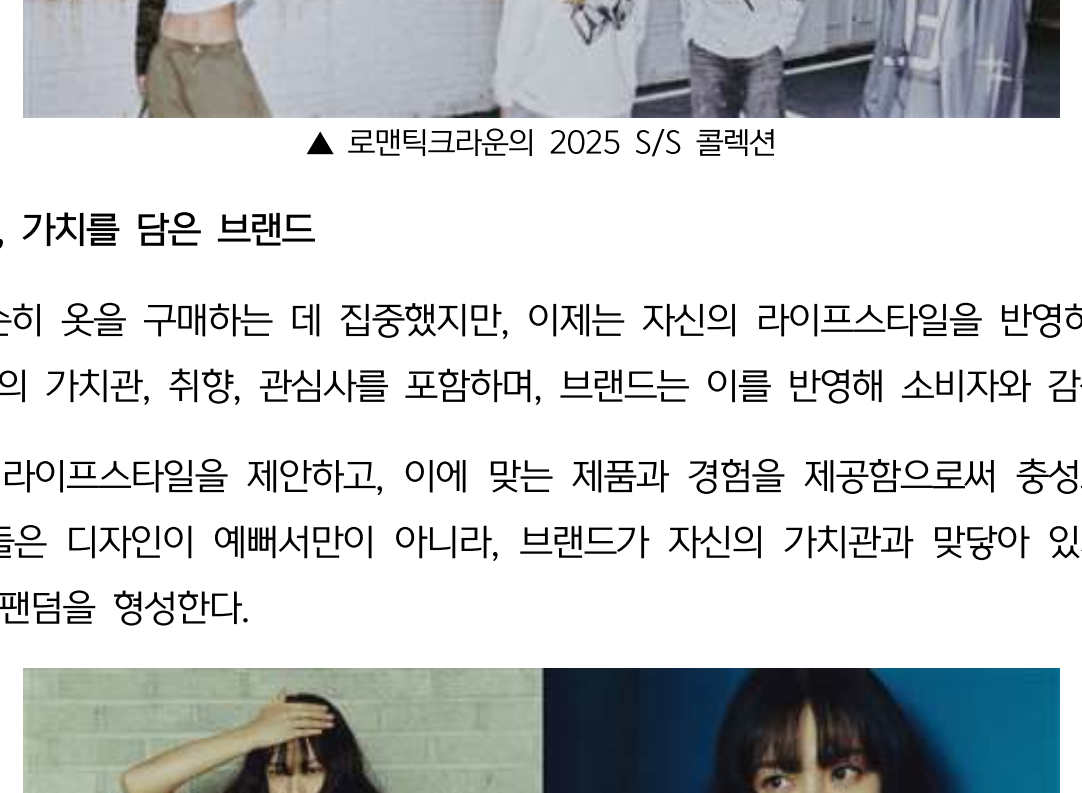 ▲ 로맨틱크라운의 2025 S/S 콜렉션
, 가치를 담은 브랜드
히 옷을 구매하는 데 집중했지만, 이제는 자신의 라이프스타일을 반영
의 가치관, 취향, 관심사를 포함하며, 브랜드는 이를 반영해 소비자와
라이프스타일을 제안하고, 이에 맞는 제품과 경험을 제공함으로써 충성
들은 디자인이 예뻐서만이 아니라, 브랜드가 자신의 가치관과 맞닿아 있
팬덤을 형성한다.